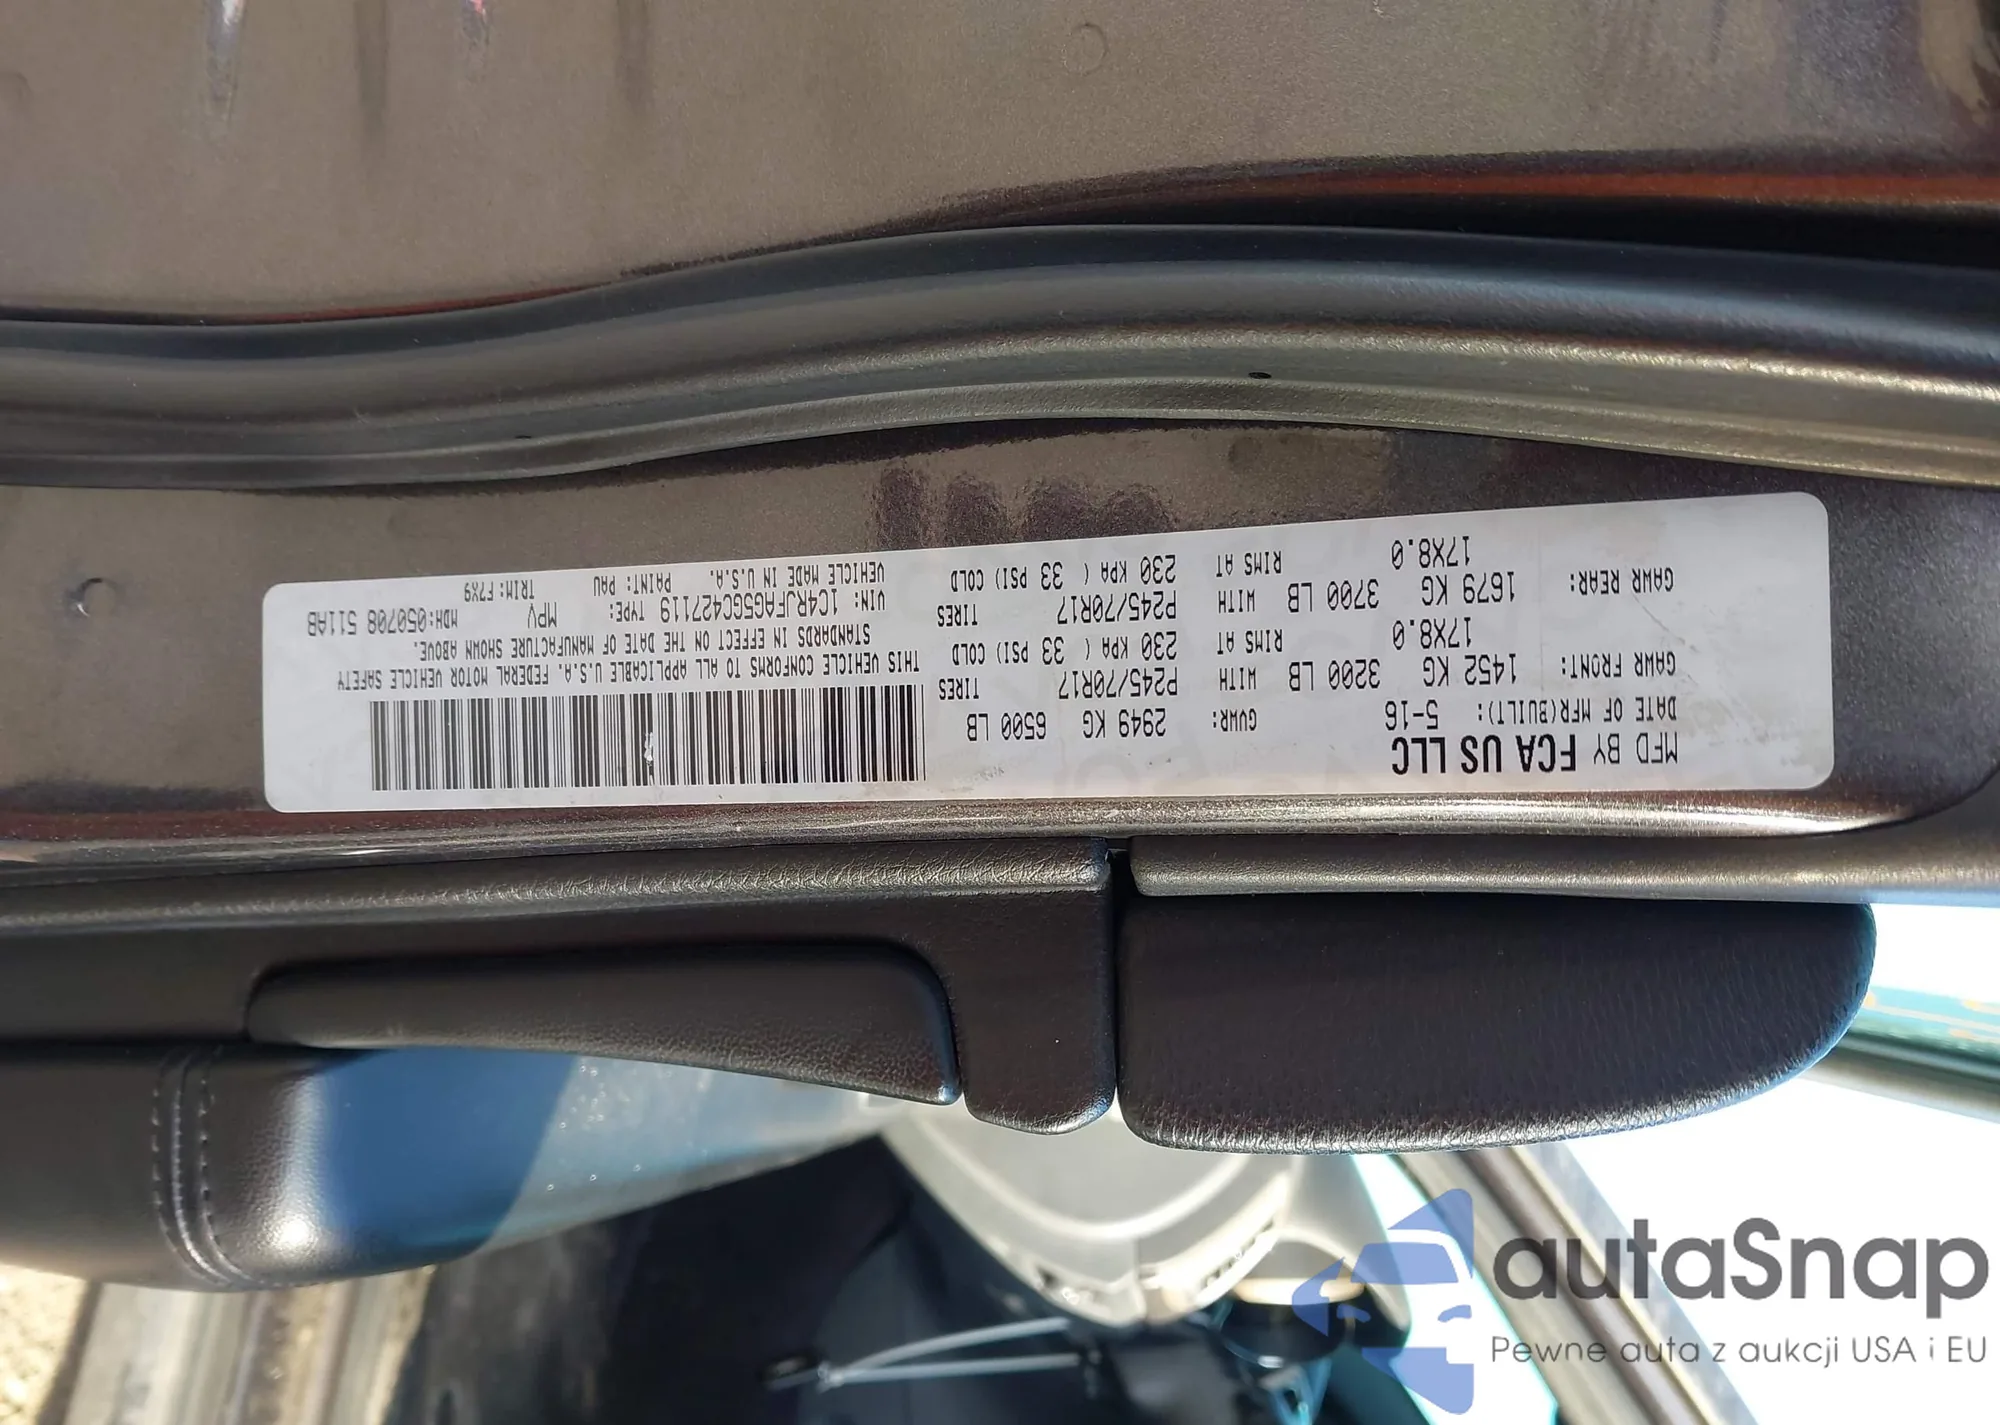 MFD BY FCA US LLC
DATE OF MFR(BUILT): 5-16 GVWR: 2949 KG 6500 LB
GAWR FRONT: 1452 KG 3200 LB WITH P245/70R17 TIRES
17X8.0 RIMS AT 230 KPA ( 33 PSI) COLD
GAWR REAR: 1679 KG 3700 LB WITH P245/70R17 TIRES
17X8.0 RIMS AT 230 KPA ( 33 PSI) COLD
THIS VEHICLE CONFORMS TO ALL APPLICABLE U.S.A. FEDERAL MOTOR VEHICLE SAFETY
STANDARDS IN EFFECT ON THE DATE OF MANUFACTURE SHOWN ABOVE.
VIN: 1C4RJFAG5GC427119 TYPE: MPV MDH:050708 511AB
VEHICLE MADE IN U.S.A. PAINT: PAU TRIM:F7X9
autaSnap
Pewne auta z aukcji USA i EU